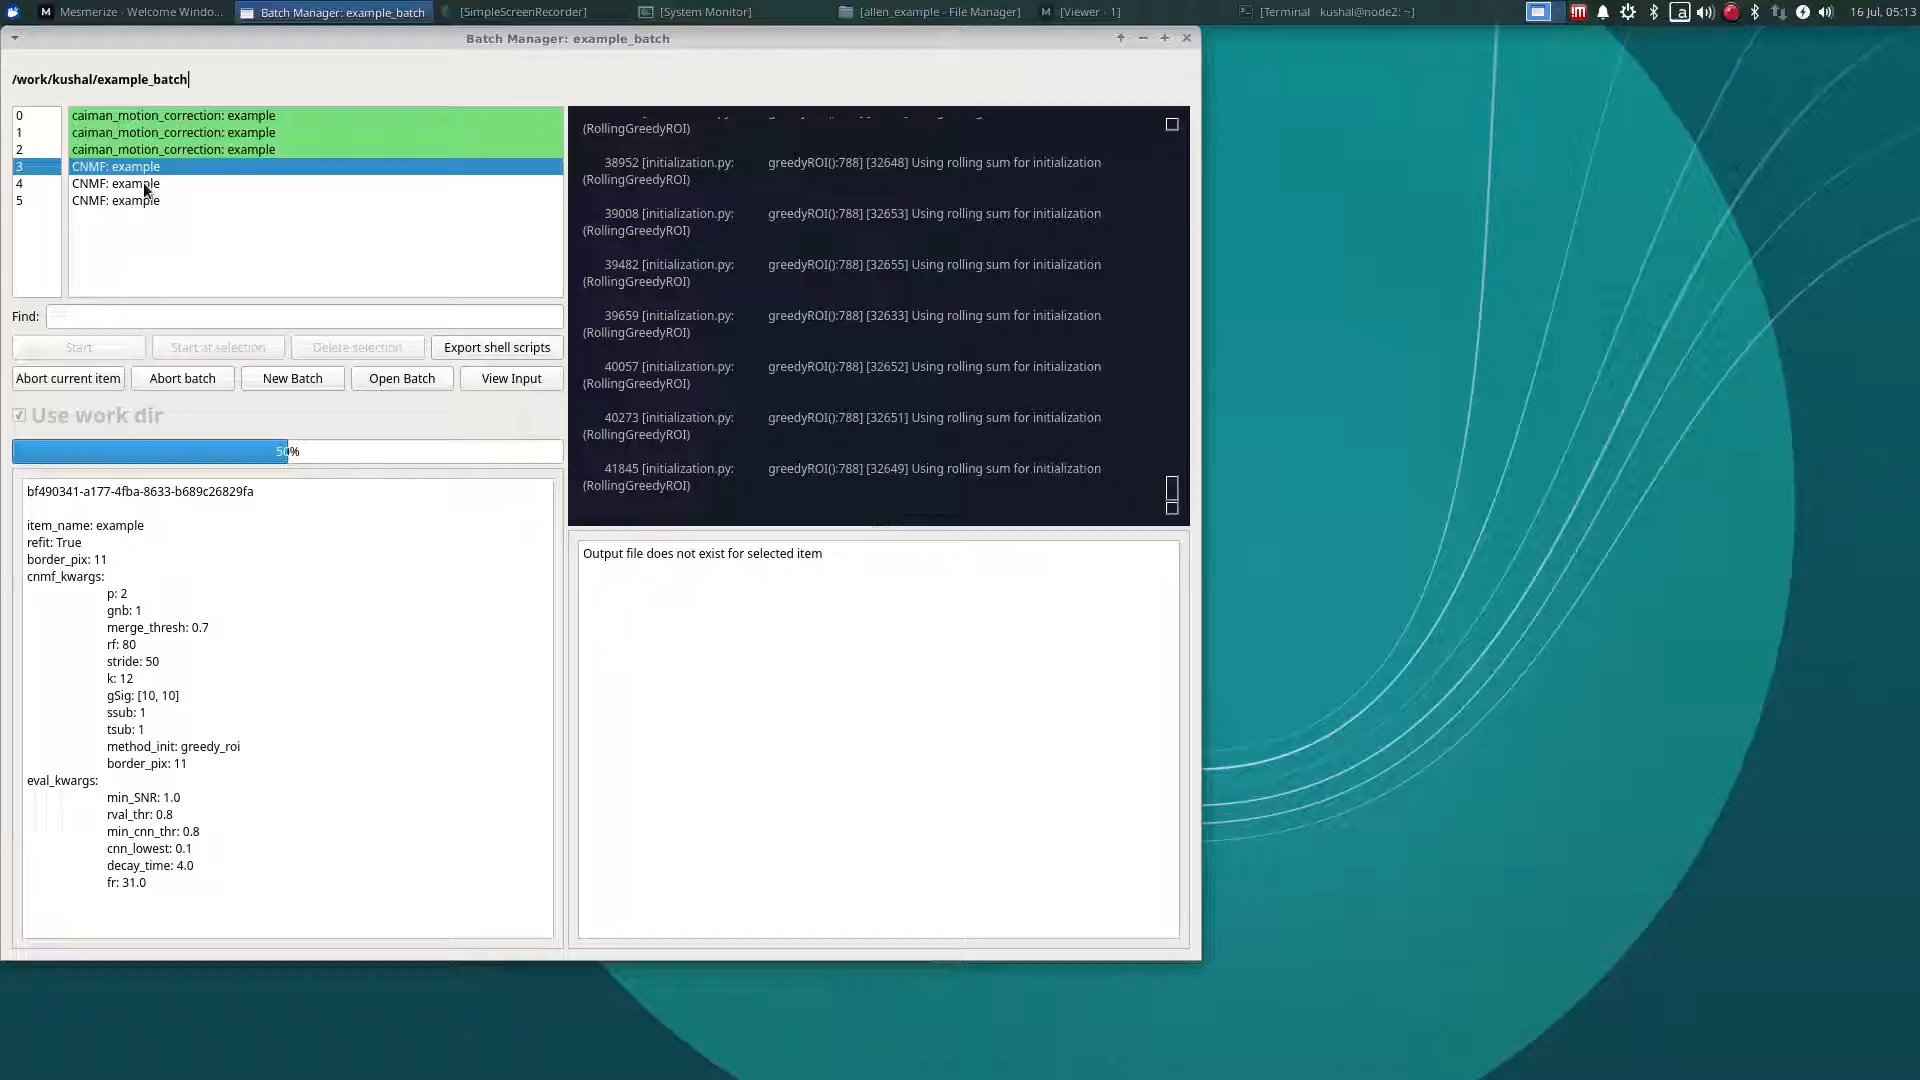 Mesmerize - Welcome Windo...
Batch Manager: example_batch
[SimpleScreenRecorder]
[System Monitor]
[allen_example - File Manager]
[Viewer - 1]
[Terminal kushal@node2: ~]
16 Jul, 05:13
Batch Manager: example_batch
/work/kushal/example_batch
0 caiman_motion_correction: example
1 caiman_motion_correction: example
2 caiman_motion_correction: example
3 CNMF: example
4 CNMF: example
5 CNMF: example
Find:
Start
Start at selection
Delete selection
Export shell scripts
Abort current item
Abort batch
New Batch
Open Batch
View Input
Use work dir
50%
bf490341-a177-4fba-8633-b689c26829fa
item_name: example
refit: True
border_pix: 11
cnmf_kwargs:
p: 2
gnb: 1
merge_thresh: 0.7
rf: 80
stride: 50
k: 12
gSig: [10, 10]
ssub: 1
tsub: 1
method_init: greedy_roi
border_pix: 11
eval_kwargs:
min_SNR: 1.0
rval_thr: 0.8
min_cnn_thr: 0.8
cnn_lowest: 0.1
decay_time: 4.0
fr: 31.0
(RollingGreedyROI)
38952 [initialization.py: greedyROI():788] [32648] Using rolling sum for initialization
(RollingGreedyROI)
39008 [initialization.py: greedyROI():788] [32653] Using rolling sum for initialization
(RollingGreedyROI)
39482 [initialization.py: greedyROI():788] [32655] Using rolling sum for initialization
(RollingGreedyROI)
39659 [initialization.py: greedyROI():788] [32633] Using rolling sum for initialization
(RollingGreedyROI)
40057 [initialization.py: greedyROI():788] [32652] Using rolling sum for initialization
(RollingGreedyROI)
40273 [initialization.py: greedyROI():788] [32651] Using rolling sum for initialization
(RollingGreedyROI)
41845 [initialization.py: greedyROI():788] [32649] Using rolling sum for initialization
(RollingGreedyROI)
Output file does not exist for selected item